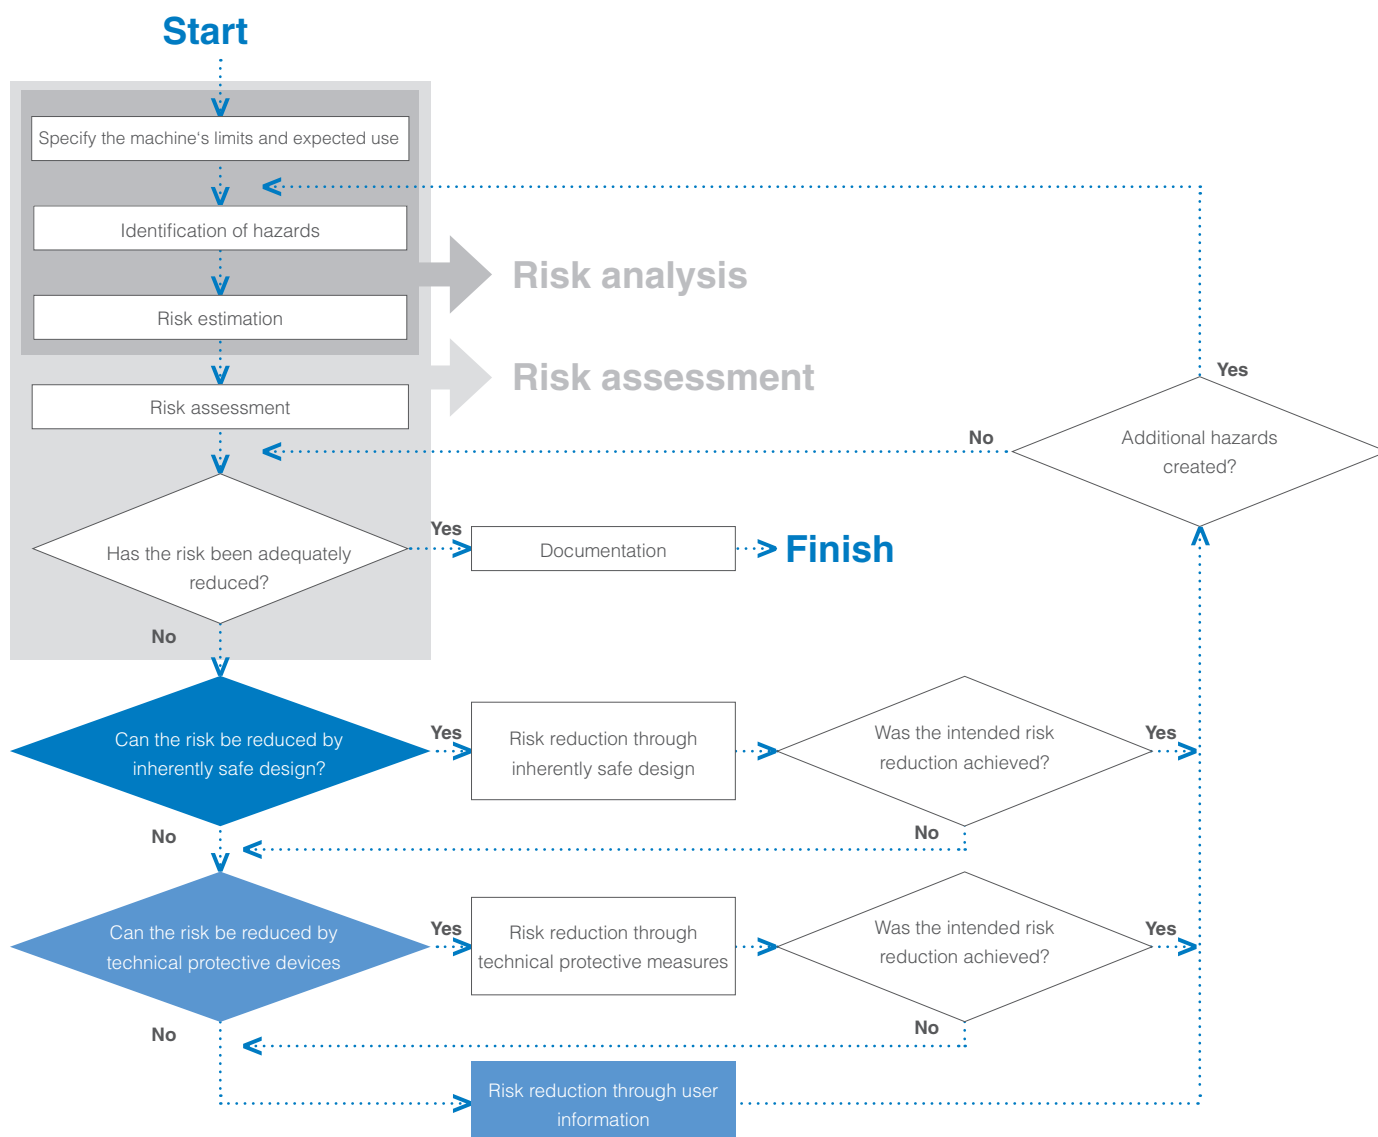 Start
Specify the machine‘s limits and expected use
Identification of hazards
Risk analysis
Risk estimation
Risk assessment
Yes
Risk assessment
No
Additional hazards
created?
Yes
Documentation
Finish
Has the risk been adequately
reduced?
No
Can the risk be reduced by
inherently safe design?
Yes
Risk reduction through
inherently safe design
Was the intended risk
reduction achieved?
Yes
No
No
Can the risk be reduced by
technical protective devices
Yes
Risk reduction through
technical protective measures
Was the intended risk
reduction achieved?
Yes
No
No
Risk reduction through user
information